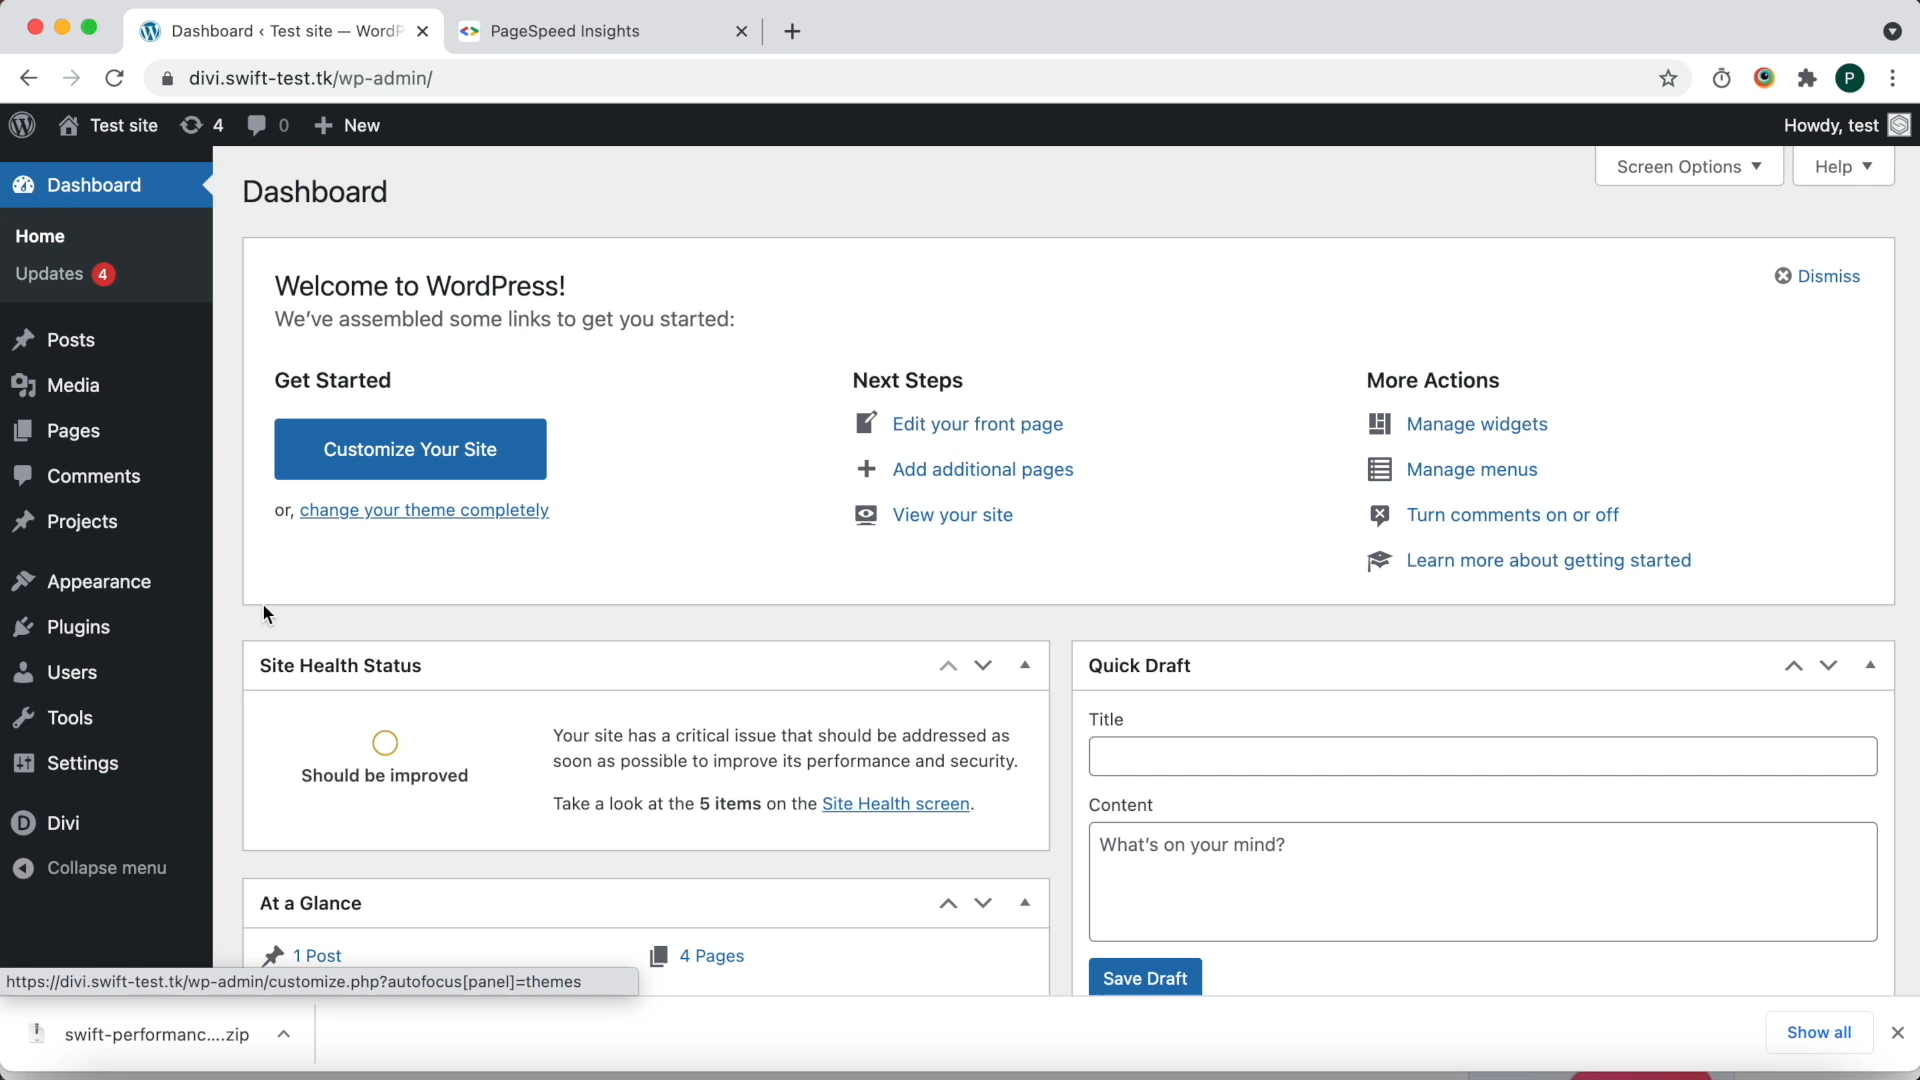 Dashboard ‹ Test site — WordP
PageSpeed Insights
divi.swift-test.tk/wp-admin/
P
Test site
4
0
New
Howdy, test
Screen Options
Help
Dashboard
Home
Updates 4
Posts
Media
Pages
Comments
Projects
Appearance
Plugins
Users
Tools
Settings
Divi
Collapse menu
Dashboard
Welcome to WordPress!
We've assembled some links to get you started:
Dismiss
Get Started
Customize Your Site
or, change your theme completely
Next Steps
Edit your front page
Add additional pages
View your site
More Actions
Manage widgets
Manage menus
Turn comments on or off
Learn more about getting started
Site Health Status
Should be improved
Your site has a critical issue that should be addressed as
soon as possible to improve its performance and security.
Take a look at the 5 items on the Site Health screen.
At a Glance
1 Post
4 Pages
Quick Draft
Title
Content
What's on your mind?
Save Draft
https://divi.swift-test.tk/wp-admin/customize.php?autofocus[panel]=themes
swift-performanc....zip
Show all